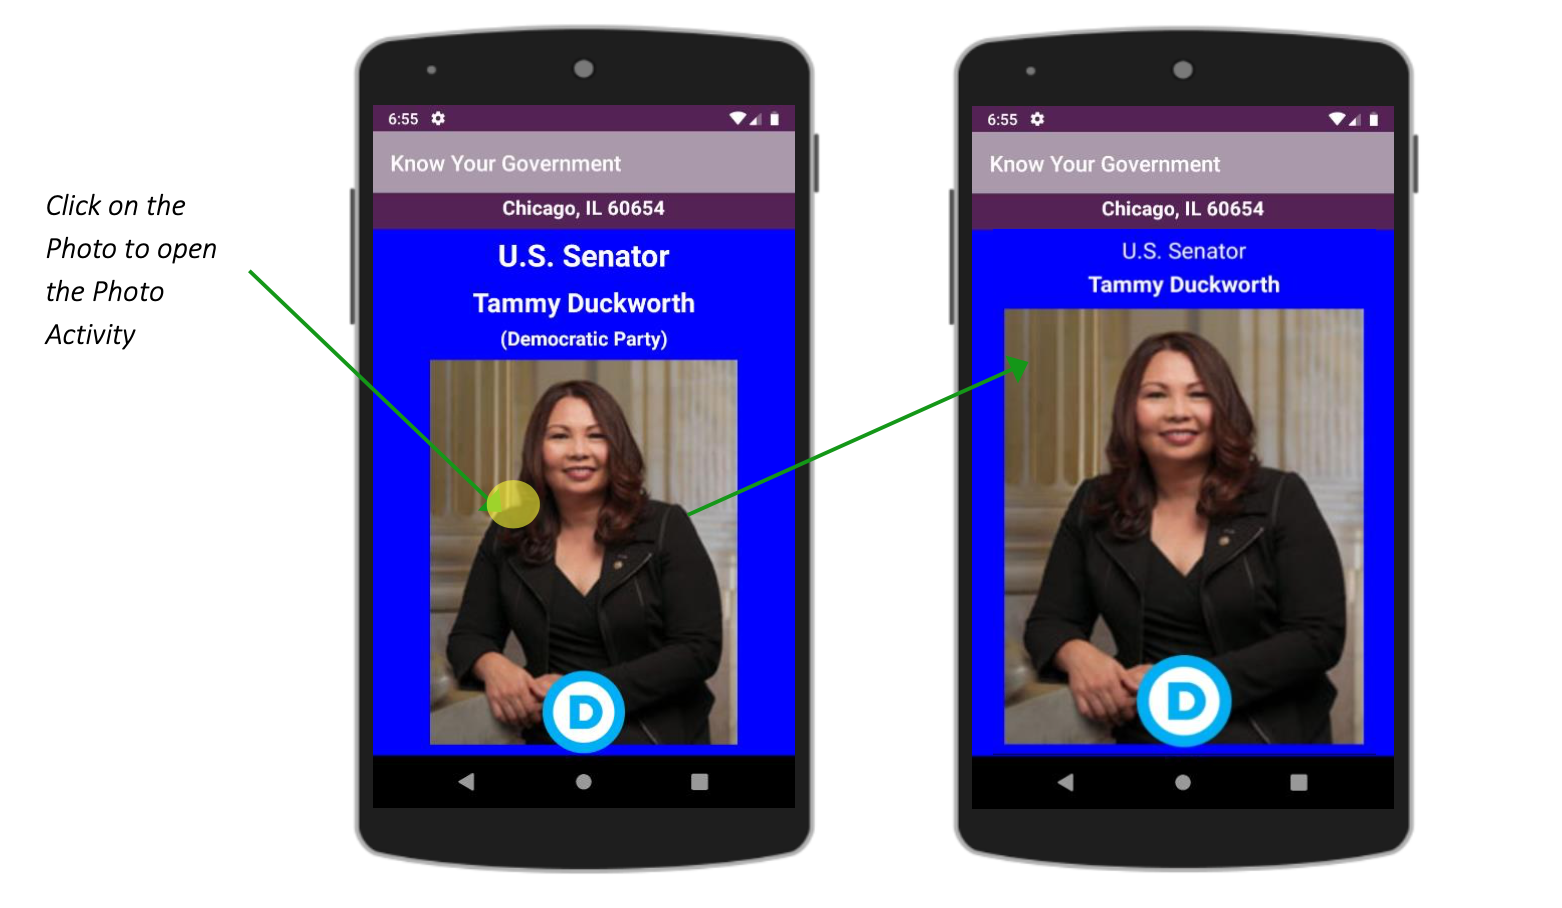 Click on the
Photo to open
the Photo
Activity
6:55
Know Your Government
Chicago, IL 60654
U.S. Senator
Tammy Duckworth
(Democratic Party)
D
6:55
Know Your Government
Chicago, IL 60654
U.S. Senator
Tammy Duckworth
D